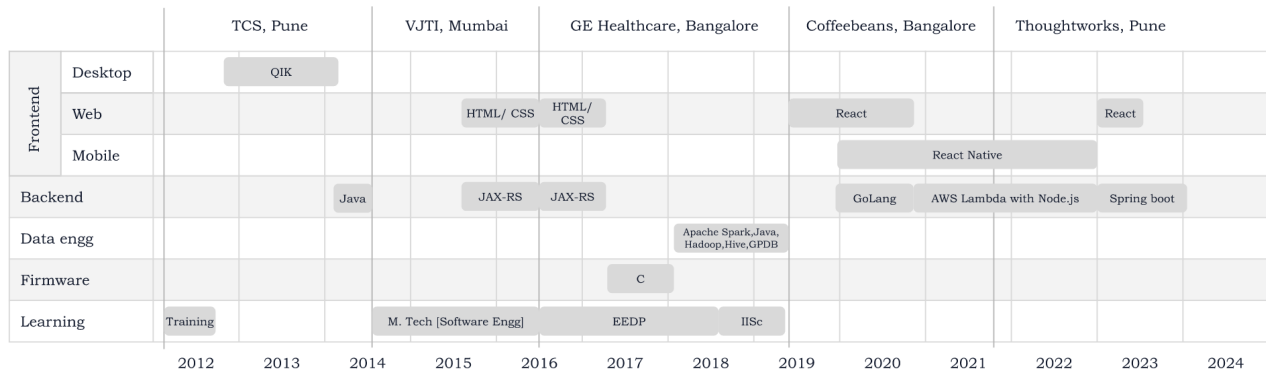 TCS, Pune
VJTI, Mumbai
GE Healthcare, Bangalore
Coffeebeans, Bangalore
Thoughtworks, Pune
Frontend
Desktop
QIK
Web
HTML/ CSS
HTML/
CSS
React
React
Mobile
React Native
Backend
Java
JAX-RS
JAX-RS
GoLang
AWS Lambda with Node.js
Spring boot
Data engg
Apache Spark,Java,
Hadoop,Hive,GPDB
Firmware
C
Learning
Training
M. Tech [Software Engg]
EEDP
IISc
2012
2013
2014
2015
2016
2017
2018
2019
2020
2021
2022
2023
2024